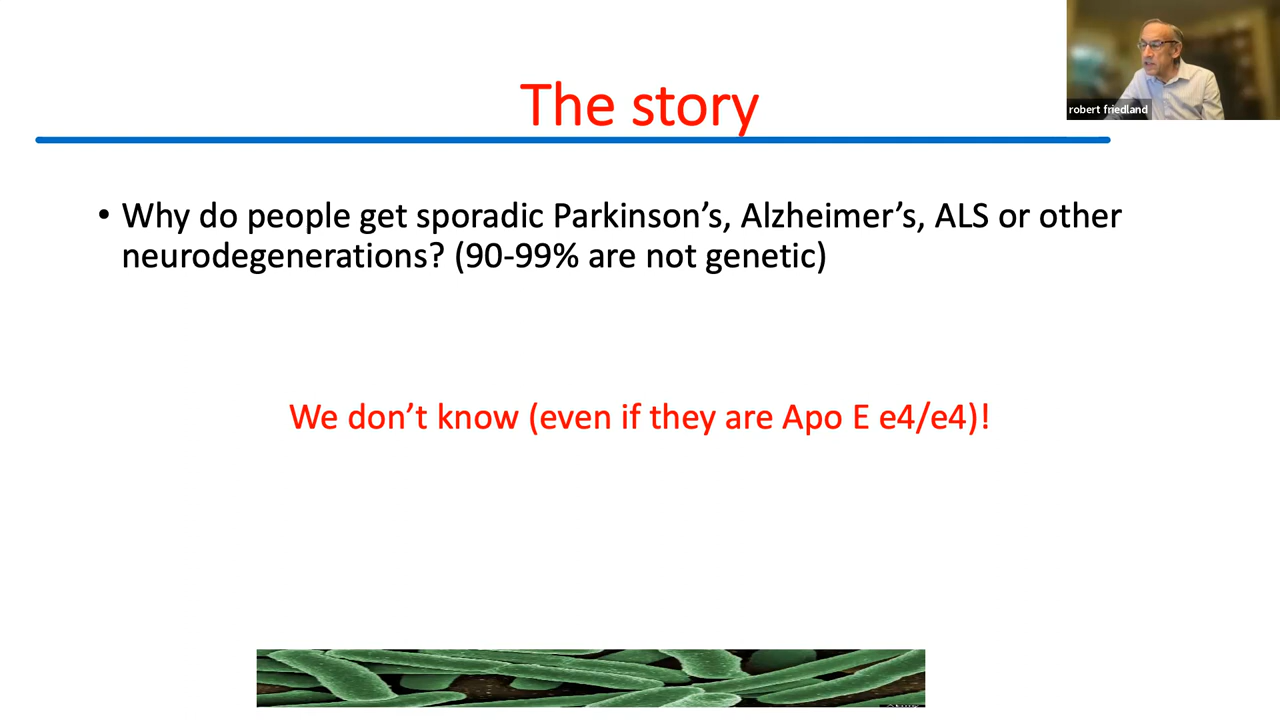 The story
robert friedland
• Why do people get sporadic Parkinson’s, Alzheimer’s, ALS or other
neurodegenerations? (90-99% are not genetic)
We don’t know (even if they are Apo E e4/e4)!